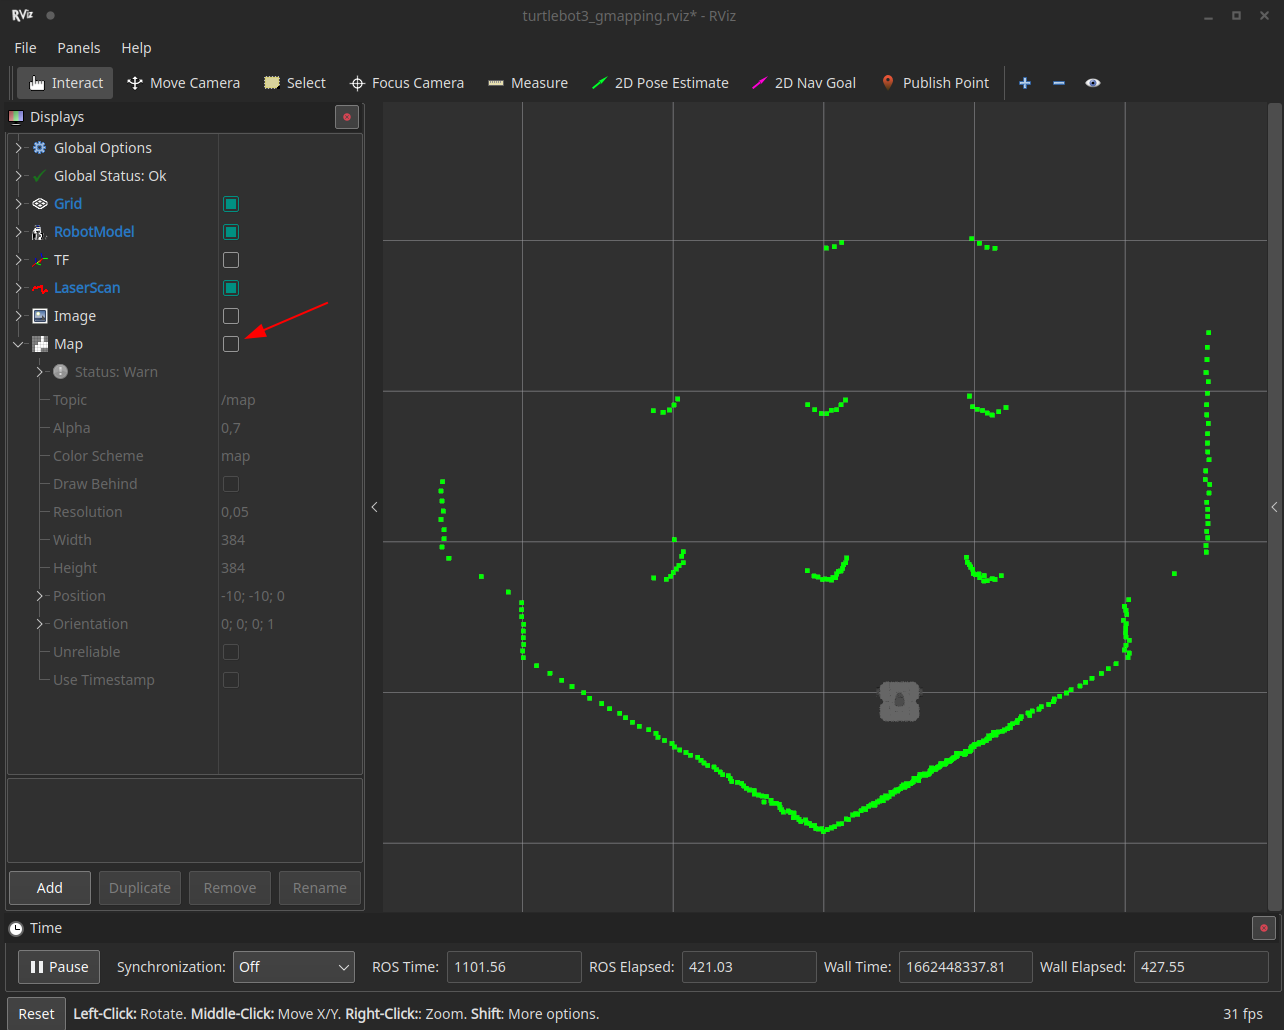 RViz turtlebot3_gmapping.rviz* - RViz
File Panels Help
Interact Move Camera Select Focus Camera Measure 2D Pose Estimate 2D Nav Goal Publish Point
Displays
Global Options
Global Status: Ok
Grid
RobotModel
TF
LaserScan
Image
Map
Status: Warn
Topic /map
Alpha 0,7
Color Scheme map
Draw Behind
Resolution 0,05
Width 384
Height 384
Position -10; -10; 0
Orientation 0; 0; 0; 1
Unreliable
Use Timestamp
Add Duplicate Remove Rename
Time
Pause Synchronization: Off ROS Time: 1101.56 ROS Elapsed: 421.03 Wall Time: 1662448337.81 Wall Elapsed: 427.55
Reset Left-Click: Rotate. Middle-Click: Move X/Y. Right-Click:: Zoom. Shift: More options. 31 fps